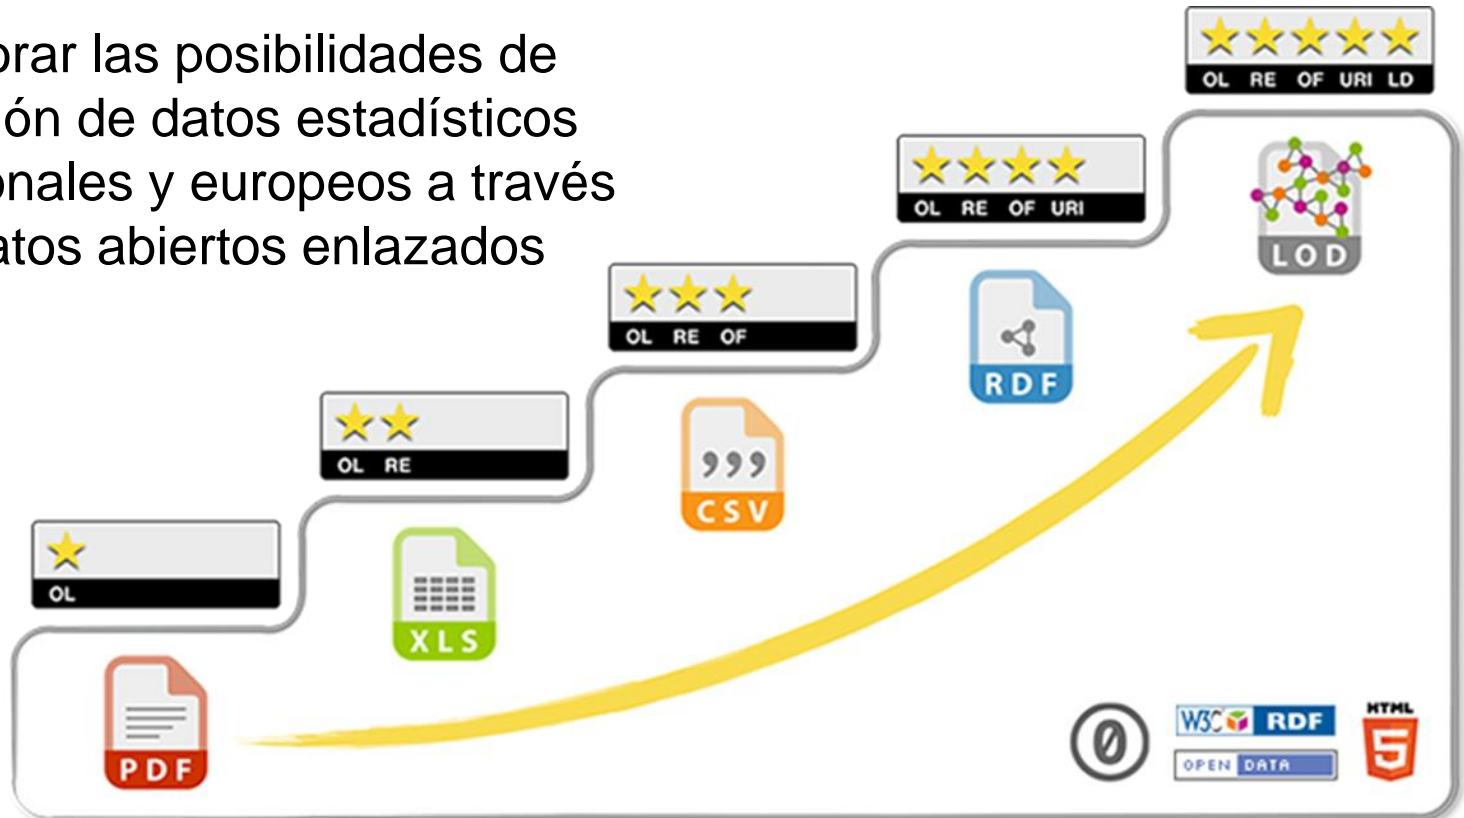 orar las posibilidades de
ón de datos estadísticos
onales y europeos a través
atos abiertos enlazados
OL RE OF URI LD
LOD
OL RE OF URI
RDF
OL RE OF
,,,
CSV
OL RE
XLS
OL
PDF
0
W3C RDF
OPEN DATA
HTML
5